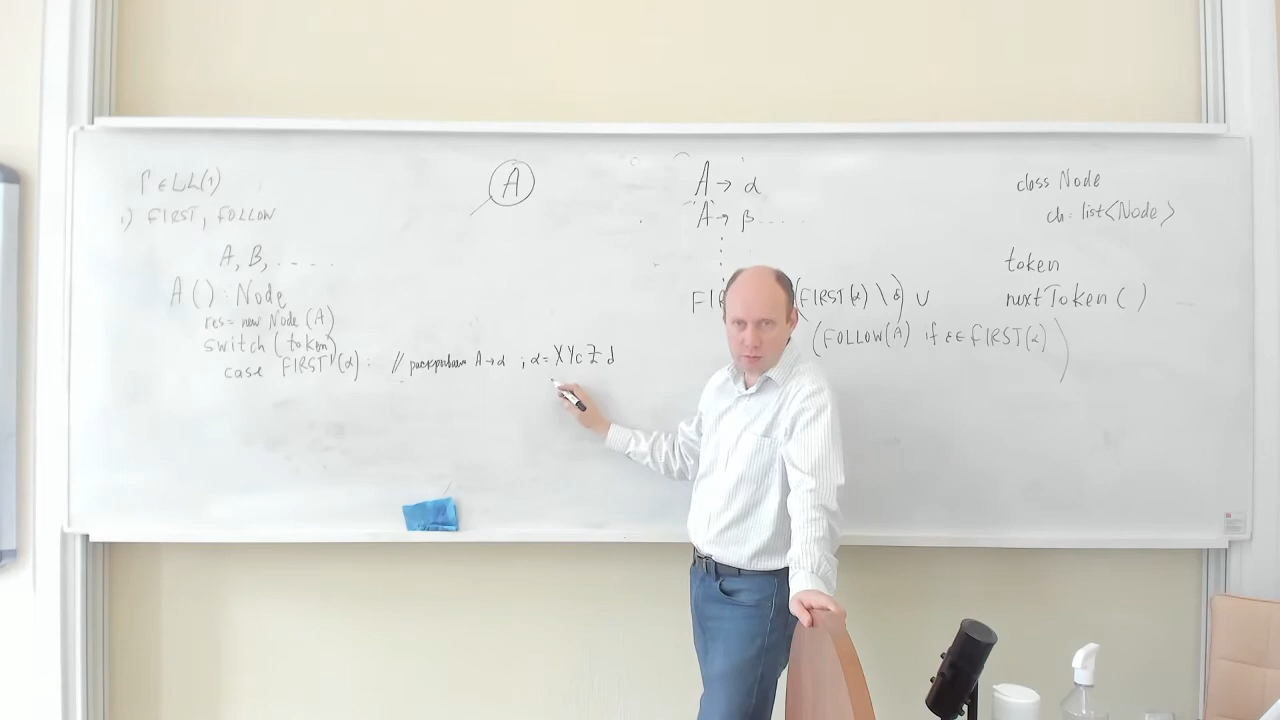 Γ ∈ LL(1)
1) FIRST, FOLLOW
A, B, . . . . .
A ( ) : Node
res = new Node (A)
switch (token)
case FIRST'(α) : // раскрываем A → α ; α = X Y c Z d
A
A → α
A → β . . . .
(FIRST(α) \ ε) ∪
(FOLLOW(A) if ε ∈ FIRST(α))
class Node
ch : list<Node>
token
nextToken ( )